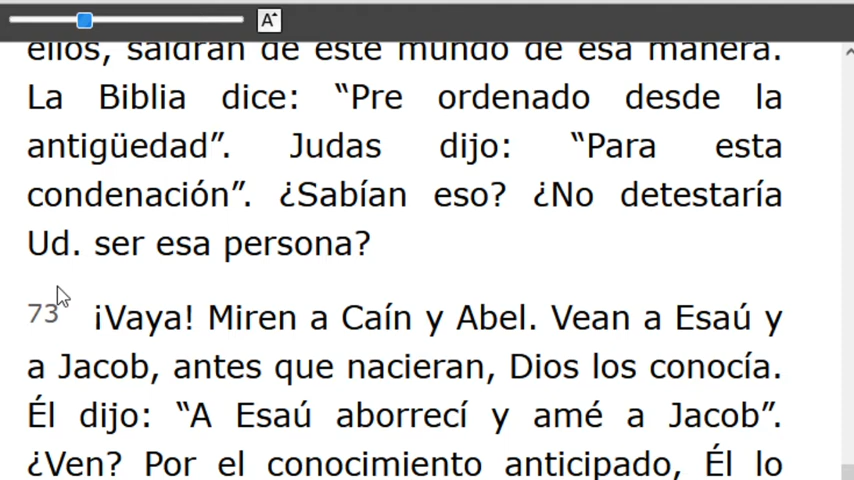 A
ellos, saldrán de este mundo de esa manera.
La Biblia dice: “Pre ordenado desde la
antigüedad”. Judas dijo: “Para esta
condenación”. ¿Sabían eso? ¿No detestaría
Ud. ser esa persona?
73 ¡Vaya! Miren a Caín y Abel. Vean a Esaú y
a Jacob, antes que nacieran, Dios los conocía.
Él dijo: “A Esaú aborrecí y amé a Jacob”.
¿Ven? Por el conocimiento anticipado, Él lo